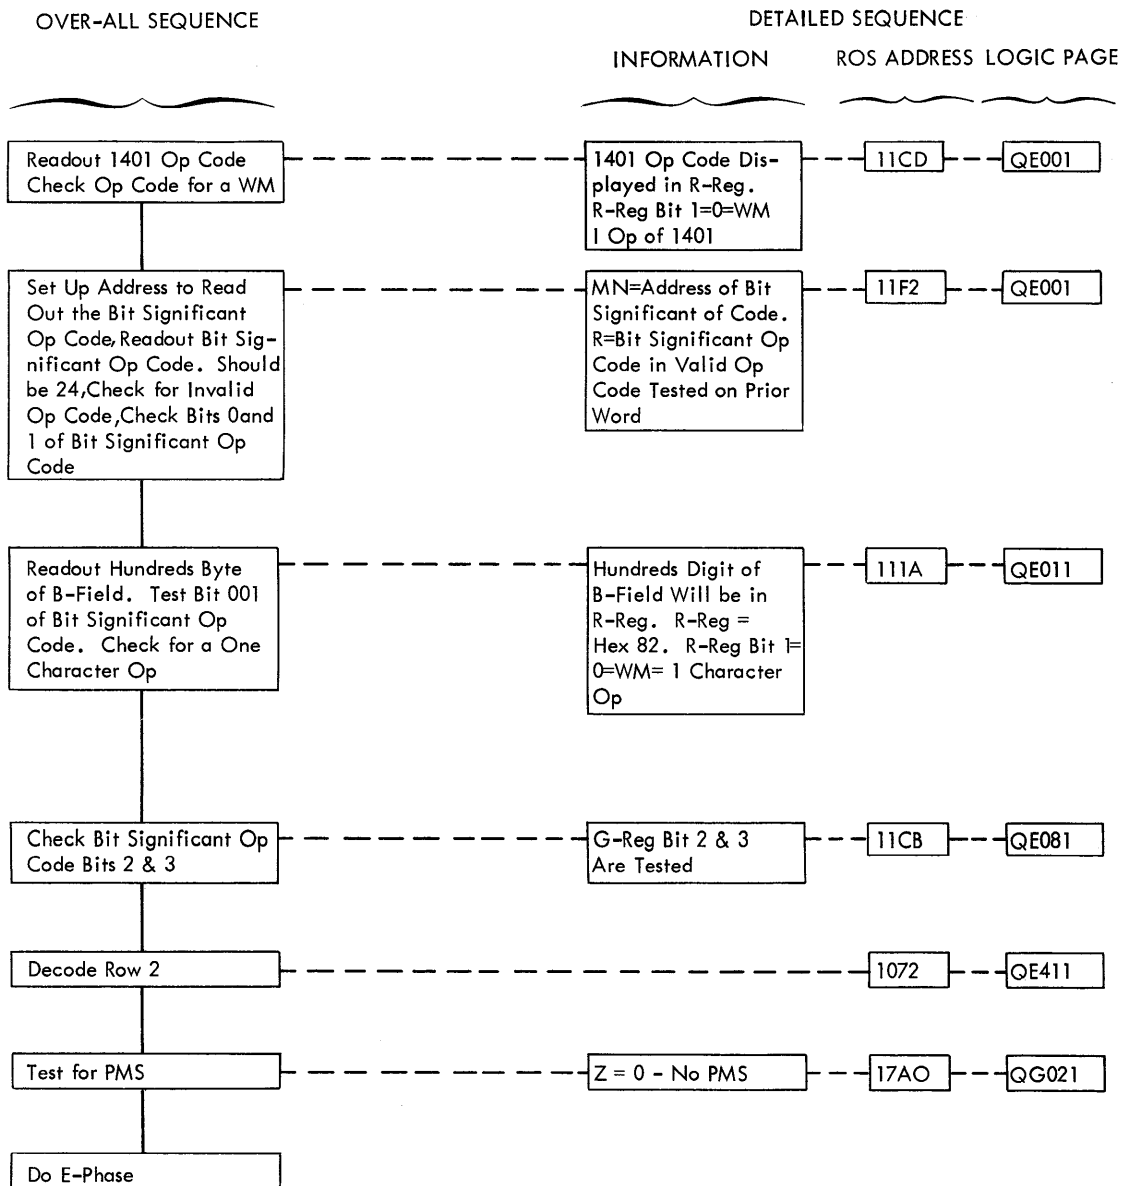 OVER-ALL SEQUENCE
DETAILED SEQUENCE
INFORMATION
ROS ADDRESS
LOGIC PAGE
Readout 1401 Op Code
Check Op Code for a WM
1401 Op Code Dis-
played in R-Reg.
R-Reg Bit 1=0=WM
I Op of 1401
11CD
QE001
Set Up Address to Read
Out the Bit Significant
Op Code,Readout Bit Sig-
nificant Op Code. Should
be 24,Check for Invalid
Op Code,Check Bits 0and
1 of Bit Significant Op
Code
MN=Address of Bit
Significant of Code.
R=Bit Significant Op
Code in Valid Op
Code Tested on Prior
Word
11F2
QE001
Readout Hundreds Byte
of B-Field. Test Bit 001
of Bit Significant Op
Code. Check for a One
Character Op
Hundreds Digit of
B-Field Will be in
R-Reg. R-Reg =
Hex 82. R-Reg Bit 1=
0=WM= 1 Character
Op
111A
QE011
Check Bit Significant Op
Code Bits 2 & 3
G-Reg Bit 2 & 3
Are Tested
11CB
QE081
Decode Row 2
1072
QE411
Test for PMS
Z = 0 - No PMS
17AO
QG021
Do E-Phase